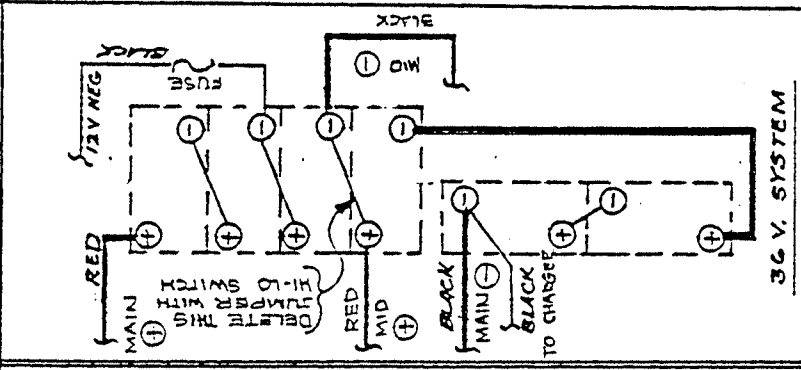 BLACK
BLACK
12V NEG
FUSE
MID ⊖
RED
MAIN ⊕
DELETE THIS
JUMPER WITH
HI-LO SWITCH
RED
MID ⊕
BLACK
MAIN ⊖
BLACK
TO CHARGER
36 V. SYSTEM